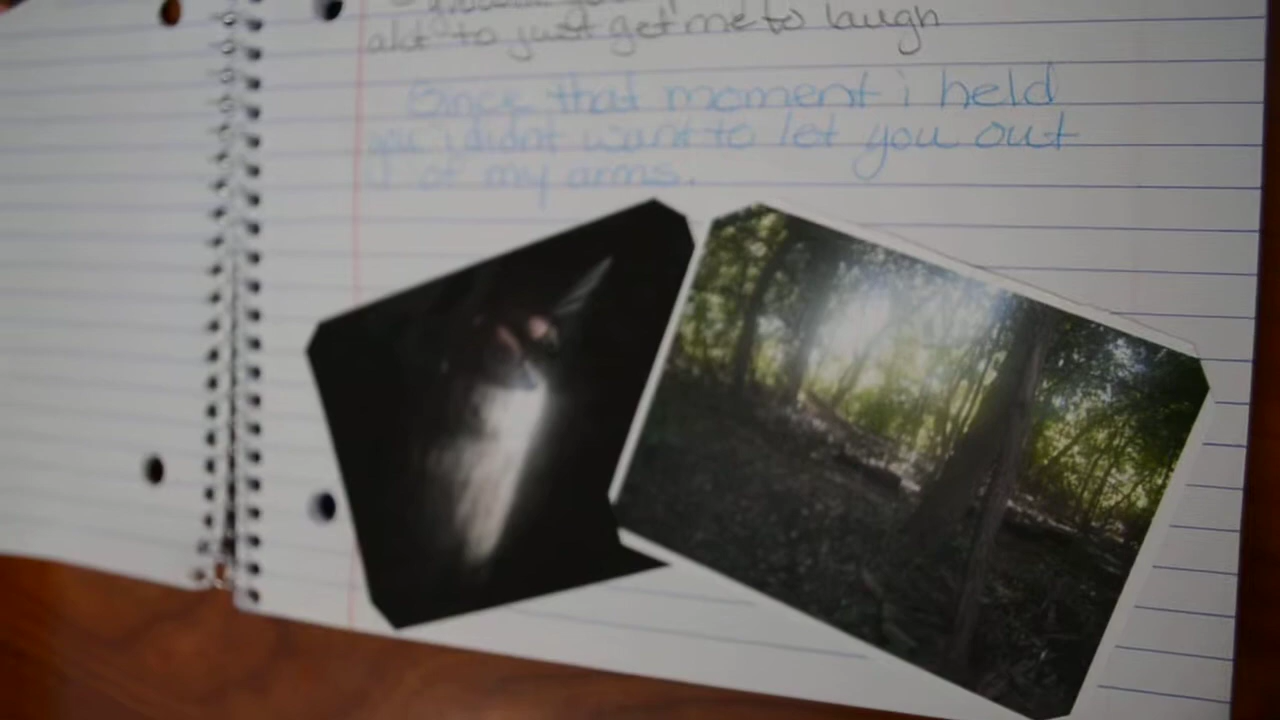 to just get me to laugh
Since that moment i held
you i didnt want to let you out
of my arms.